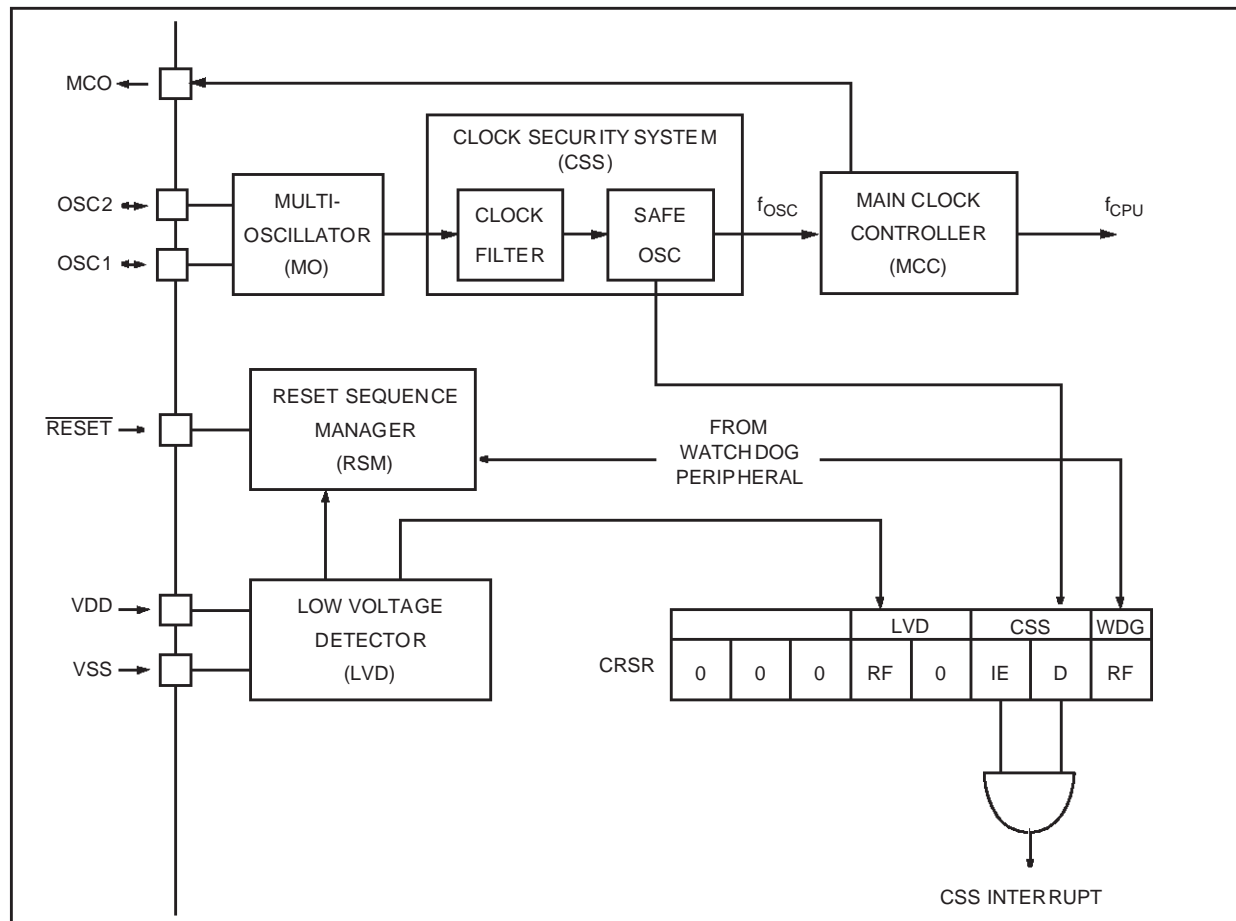 MCO
CLOCK SECURITY SYSTEM
(CSS)
OSC2
OSC1
MULTI-
OSCILLATOR
(MO)
CLOCK
FILTER
SAFE
OSC
fOSC
MAIN CLOCK
CONTROLLER
(MCC)
fCPU
RESET
RESET SEQUENCE
MANAGER
(RSM)
FROM
WATCHDOG
PERIPHERAL
VDD
VSS
LOW VOLTAGE
DETECTOR
(LVD)
LVD CSS WDG
CRSR 0 0 0 RF 0 IE D RF
CSS INTERRUPT